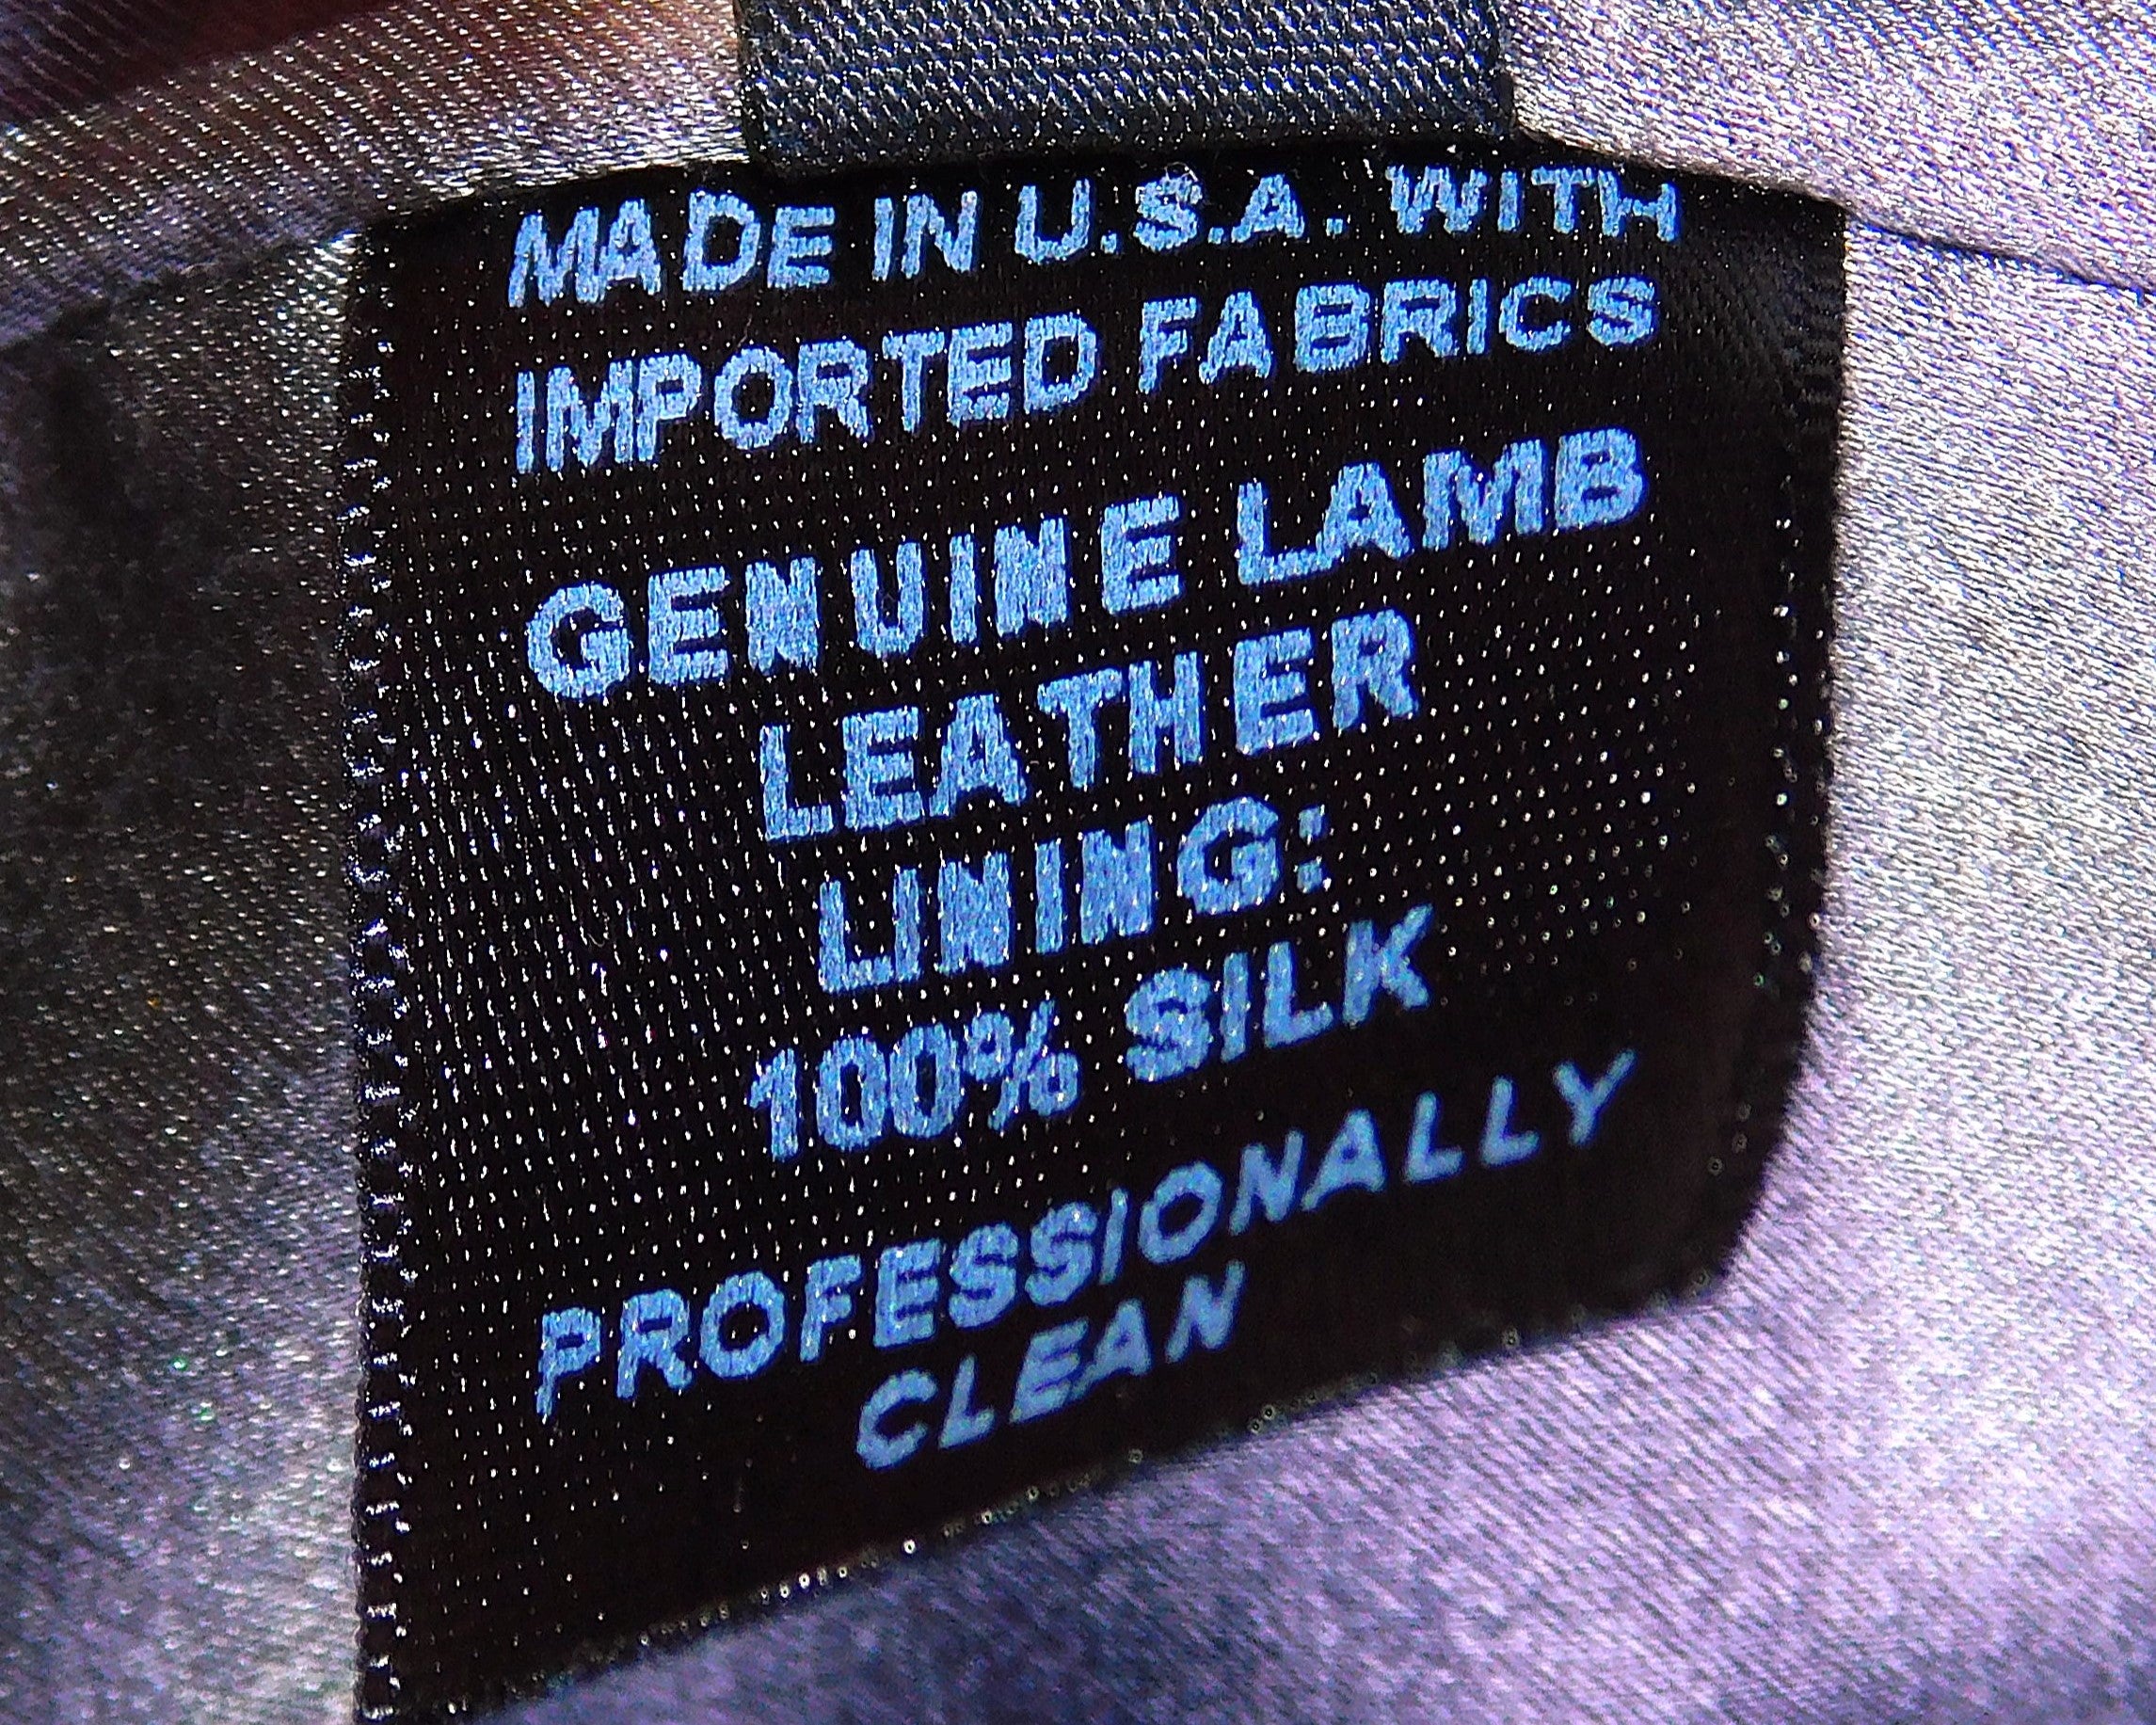 MADE IN U.S.A. WITH
IMPORTED FABRICS
GENUINE LAMB
LEATHER
LINING:
100% SILK
PROFESSIONALLY
CLEAN